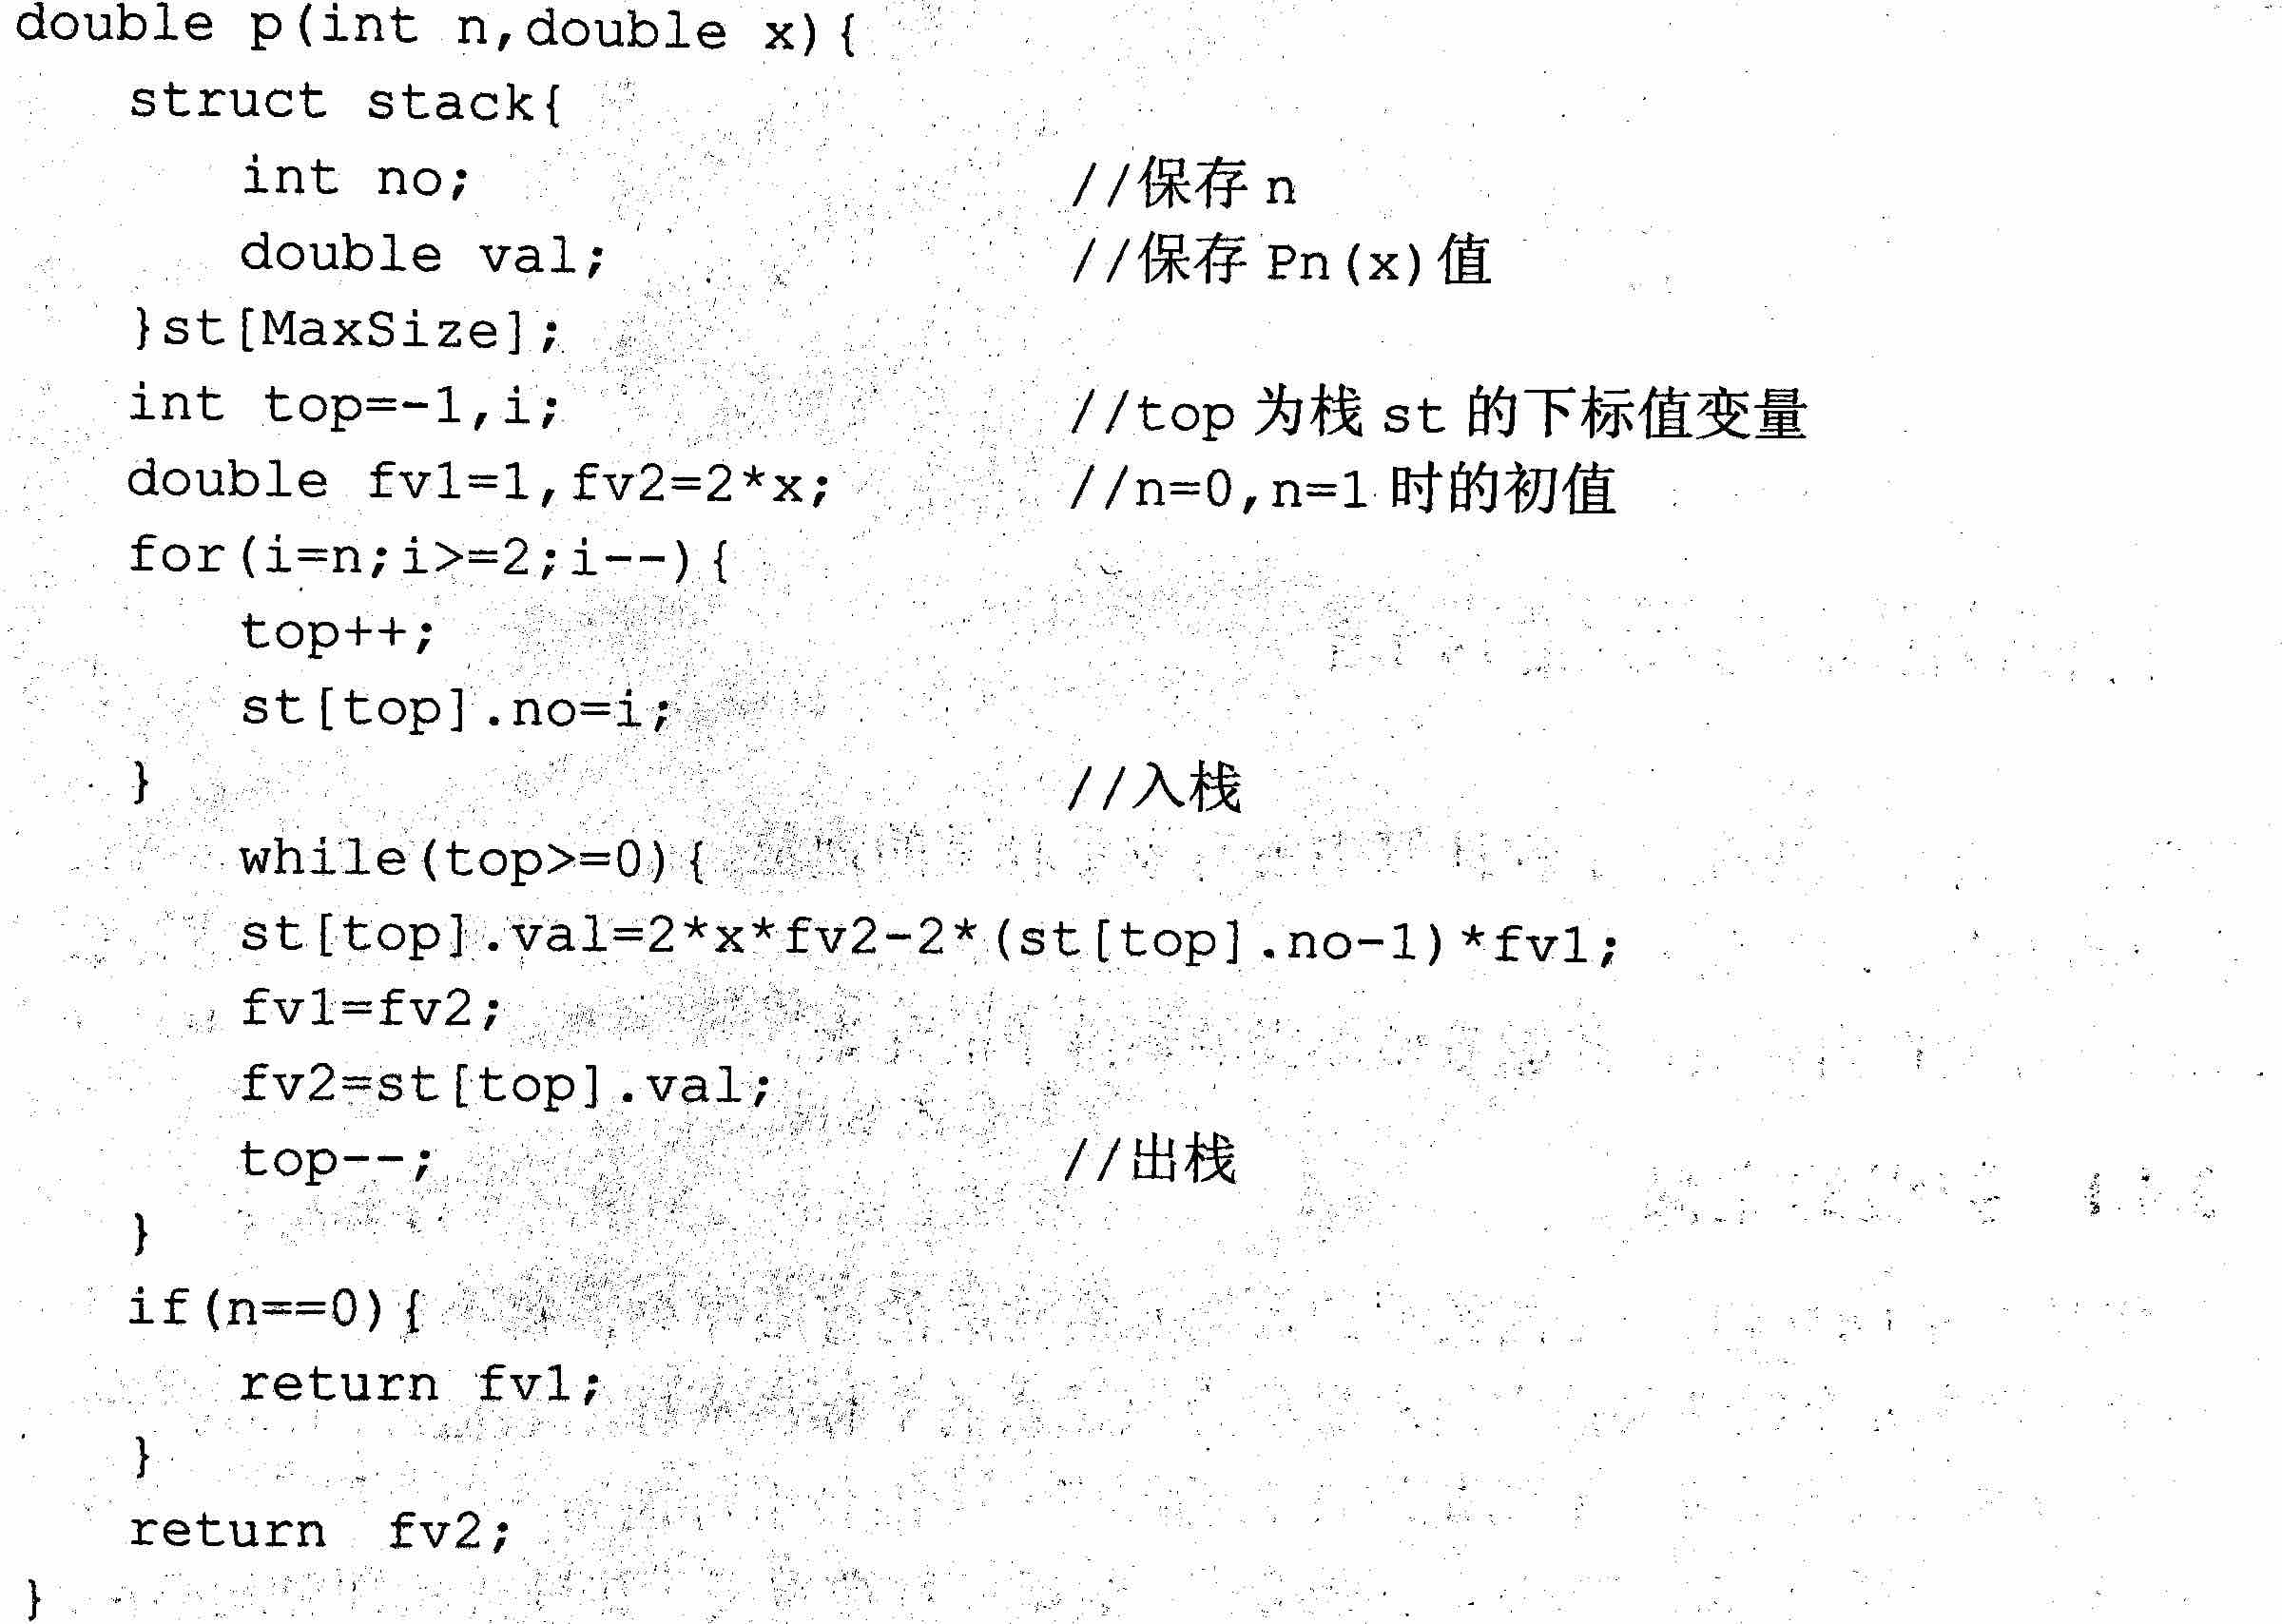 double p(int n,double x){
struct stack{
int no; //保存n
double val; //保存Pn(x)值
}st[MaxSize];
int top=-1,i; //top 为栈 st 的下标值变量
double fv1=1,fv2=2*x; //n=0,n=1 时的初值
for(i=n;i>=2;i--){
top++;
st[top].no=i;
} //入栈
while(top>=0){
st[top].val=2*x*fv2-2*(st[top].no-1)*fv1;
fv1=fv2;
fv2=st[top].val;
top--; //出栈
}
if(n==0){
return fv1;
}
return fv2;
}